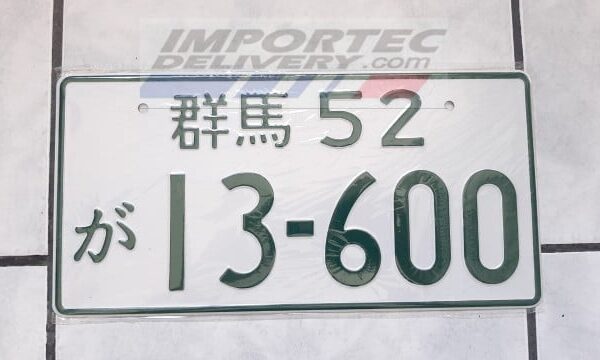 IMPORTEC
DELIVERY.com
群馬 52
が 13-600